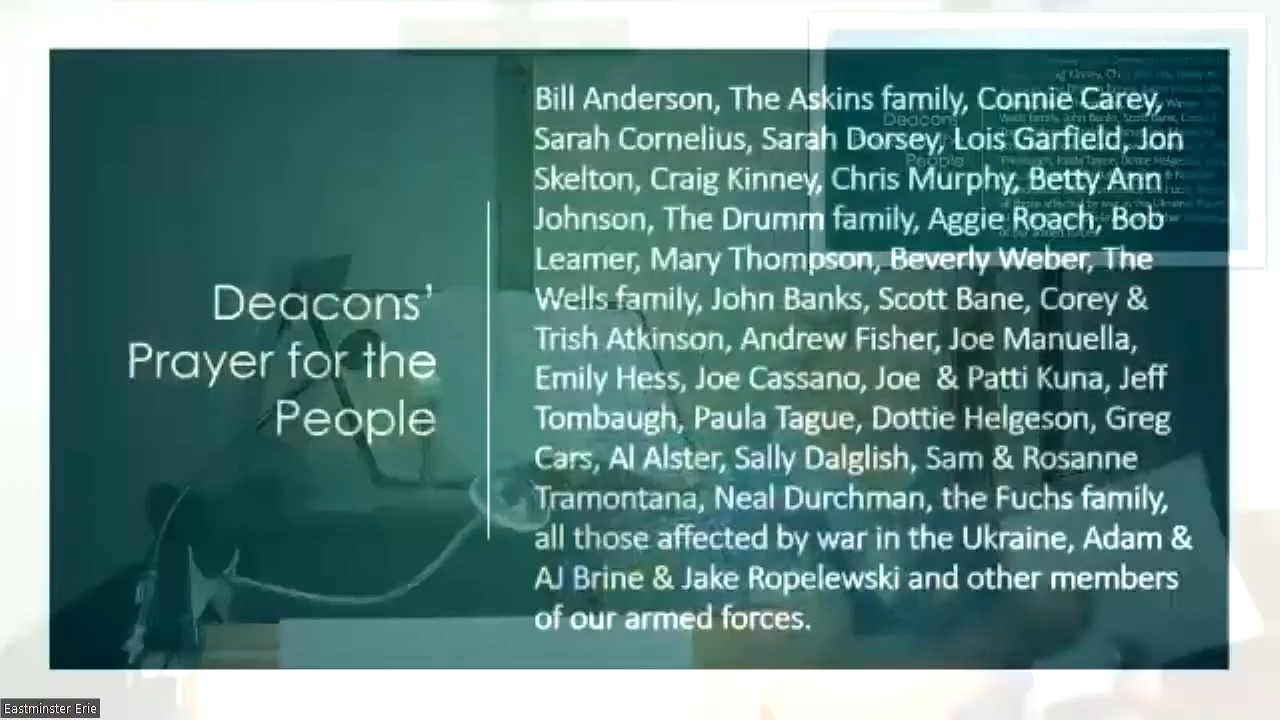 Deacons’
Prayer for the
People
Bill Anderson, The Askins family, Connie Carey,
Sarah Cornelius, Sarah Dorsey, Lois Garfield, Jon
Skelton, Craig Kinney, Chris Murphy, Betty Ann
Johnson, The Drumm family, Aggie Roach, Bob
Learner, Mary Thompson, Beverly Weber, The
Wells family, John Banks, Scott Bane, Corey &
Trish Atkinson, Andrew Fisher, Joe Manuella,
Emily Hess, Joe Cassano, Joe & Patti Kuna, Jeff
Tombaugh, Paula Tague, Dottie Helgeson, Greg
Cars, Al Alster, Sally Dalglish, Sam & Rosanne
Tramontana, Neal Durchman, the Fuchs family,
all those affected by war in the Ukraine, Adam &
AJ Brine & Jake Ropelewski and other members
of our armed forces.
Deacons
People
Eastminster Erie